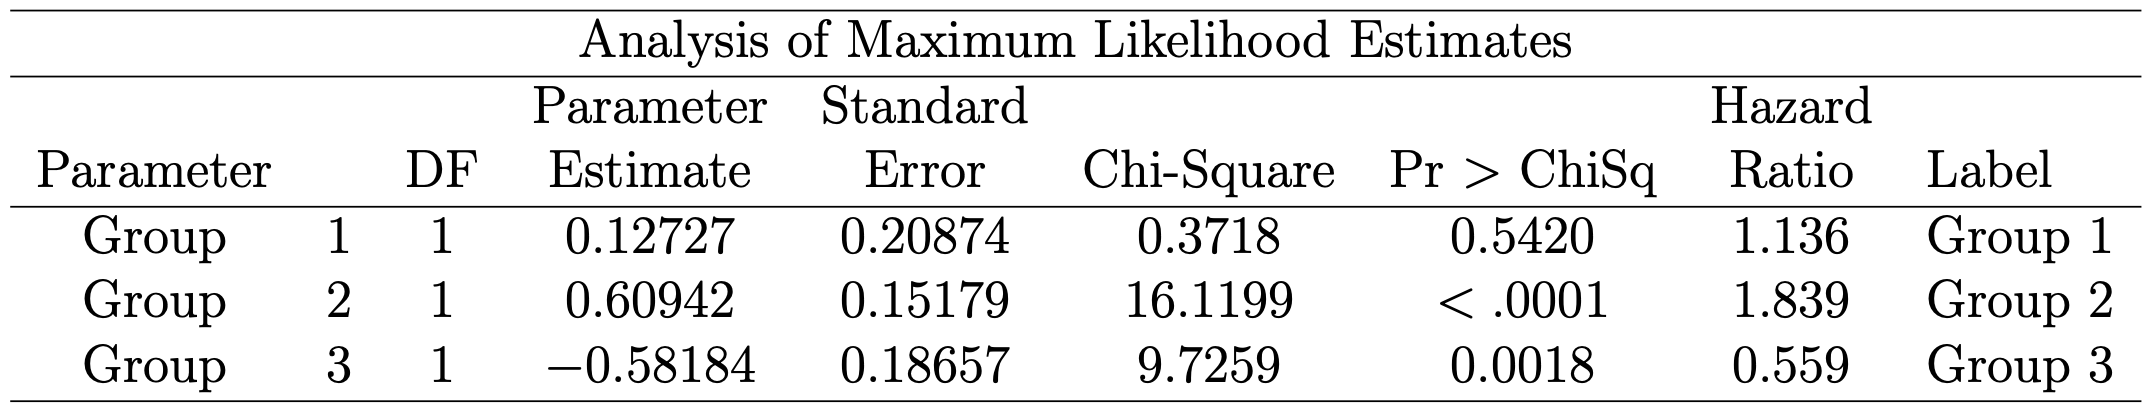 Analysis of Maximum Likelihood Estimates
Parameter Standard Hazard
Parameter DF Estimate Error Chi-Square Pr > ChiSq Ratio Label
Group 1 1 0.12727 0.20874 0.3718 0.5420 1.136 Group 1
Group 2 1 0.60942 0.15179 16.1199 < .0001 1.839 Group 2
Group 3 1 −0.58184 0.18657 9.7259 0.0018 0.559 Group 3